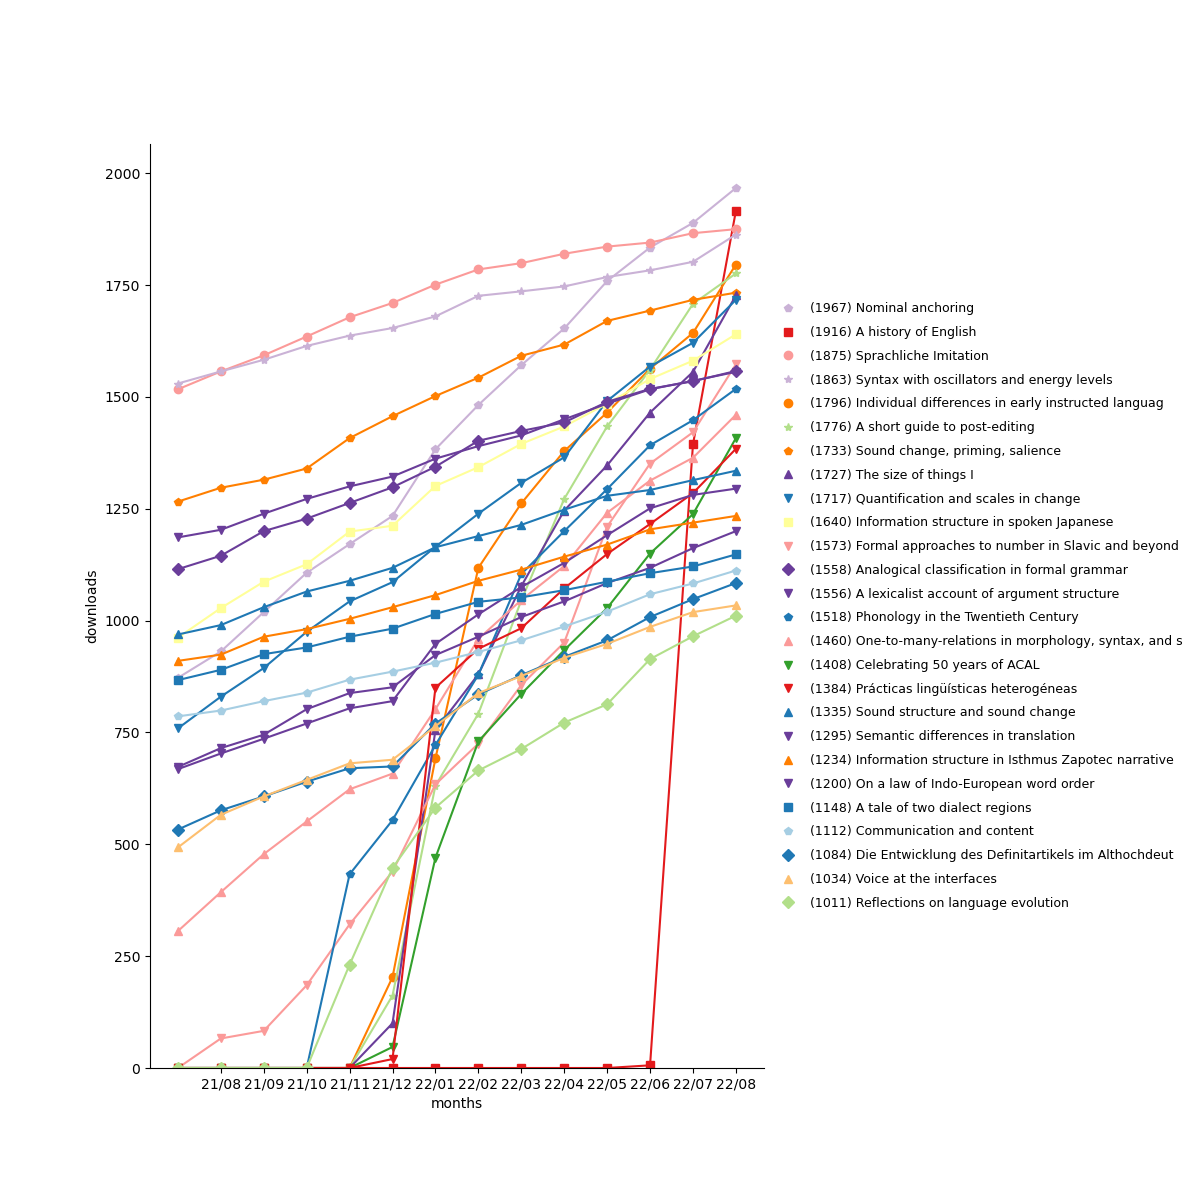 2000
1750
1500
1250
1000
750
500
250
0
downloads
21/08 21/09 21/10 21/11 21/12 22/01 22/02 22/03 22/04 22/05 22/06 22/07 22/08
months
(1967) Nominal anchoring
(1916) A history of English
(1875) Sprachliche Imitation
(1863) Syntax with oscillators and energy levels
(1796) Individual differences in early instructed languag
(1776) A short guide to post-editing
(1733) Sound change, priming, salience
(1727) The size of things I
(1717) Quantification and scales in change
(1640) Information structure in spoken Japanese
(1573) Formal approaches to number in Slavic and beyond
(1558) Analogical classification in formal grammar
(1556) A lexicalist account of argument structure
(1518) Phonology in the Twentieth Century
(1460) One-to-many-relations in morphology, syntax, and s
(1408) Celebrating 50 years of ACAL
(1384) Prácticas lingüísticas heterogéneas
(1335) Sound structure and sound change
(1295) Semantic differences in translation
(1234) Information structure in Isthmus Zapotec narrative
(1200) On a law of Indo-European word order
(1148) A tale of two dialect regions
(1112) Communication and content
(1084) Die Entwicklung des Definitartikels im Althochdeut
(1034) Voice at the interfaces
(1011) Reflections on language evolution